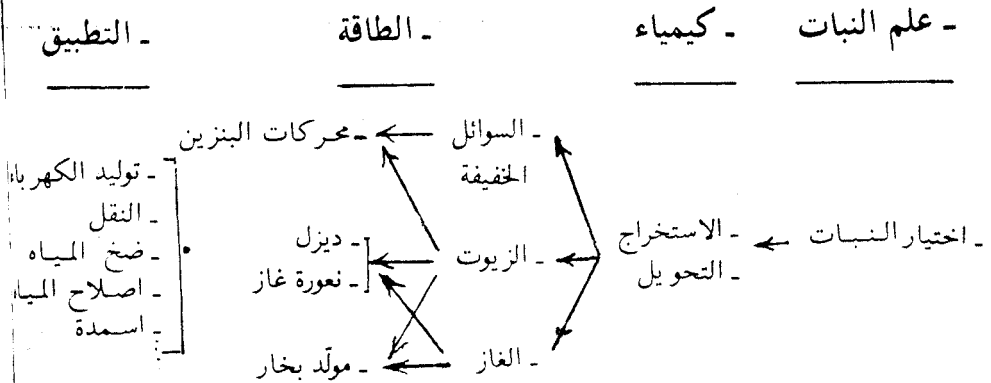 - علم النبات - كيمياء - الطاقة - التطبيق
- اختيار النبات
- الاستخراج
- التحويل
- السوائل
الخفيفة
- الزيوت
- الغاز
- محركات البنزين
- ديزل
- نعورة غاز
- مولّد بخار
- توليد الكهرباء
- النقل
- ضخ المياه
- اصلاح الميا
- اسمدة